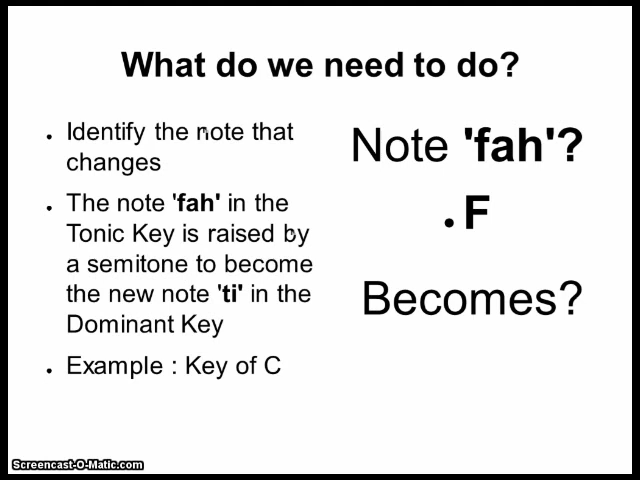 What do we need to do?
• Identify the note that
changes
• The note 'fah' in the
Tonic Key is raised by
a semitone to become
the new note 'ti' in the
Dominant Key
• Example : Key of C
Note 'fah'?
• F
Becomes?
Screencast-O-Matic.com